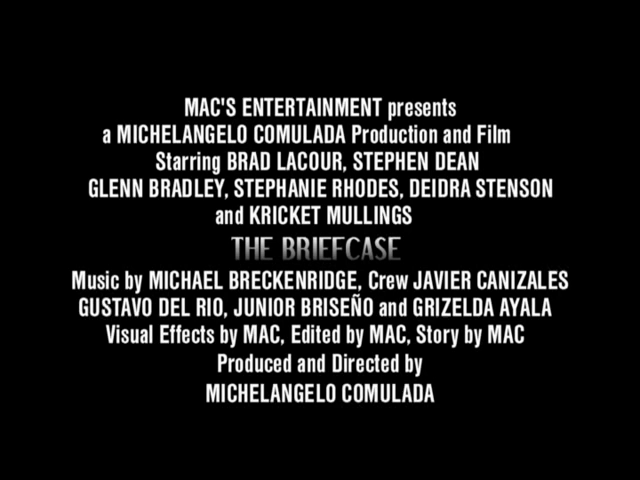 MAC'S ENTERTAINMENT presents
a MICHELANGELO COMULADA Production and Film
Starring BRAD LACOUR, STEPHEN DEAN
GLENN BRADLEY, STEPHANIE RHODES, DEIDRA STENSON
and KRICKET MULLINGS
THE BRIEFCASE
Music by MICHAEL BRECKENRIDGE, Crew JAVIER CANIZALES
GUSTAVO DEL RIO, JUNIOR BRISEÑO and GRIZELDA AYALA
Visual Effects by MAC, Edited by MAC, Story by MAC
Produced and Directed by
MICHELANGELO COMULADA